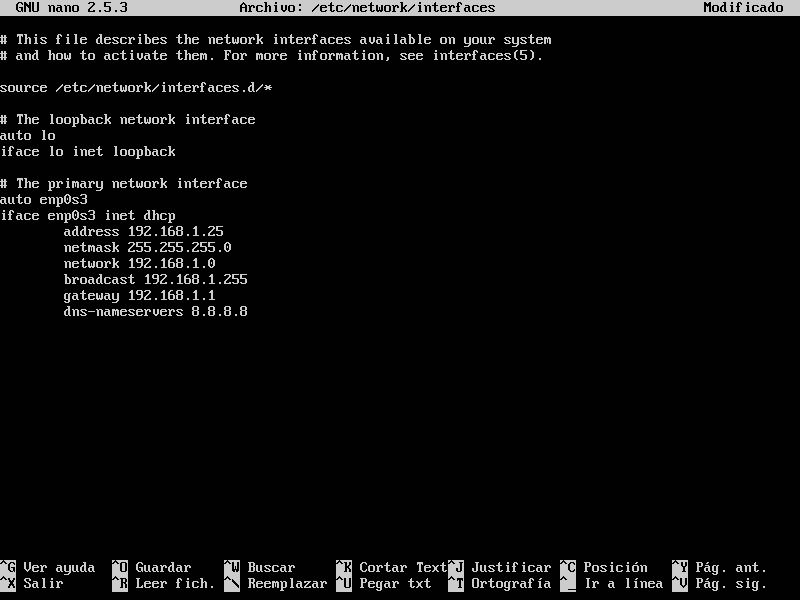 GNU nano 2.5.3 Archivo: /etc/network/interfaces Modificado
# This file describes the network interfaces available on your system
# and how to activate them. For more information, see interfaces(5).
source /etc/network/interfaces.d/*
# The loopback network interface
auto lo
iface lo inet loopback
# The primary network interface
auto enp0s3
iface enp0s3 inet dhcp
address 192.168.1.25
netmask 255.255.255.0
network 192.168.1.0
broadcast 192.168.1.255
gateway 192.168.1.1
dns-nameservers 8.8.8.8
^G Ver ayuda ^O Guardar ^W Buscar ^K Cortar Text ^J Justificar ^C Posición ^Y Pág. ant.
^X Salir ^R Leer fich. ^\ Reemplazar ^U Pegar txt ^T Ortografía ^_ Ir a línea ^V Pág. sig.